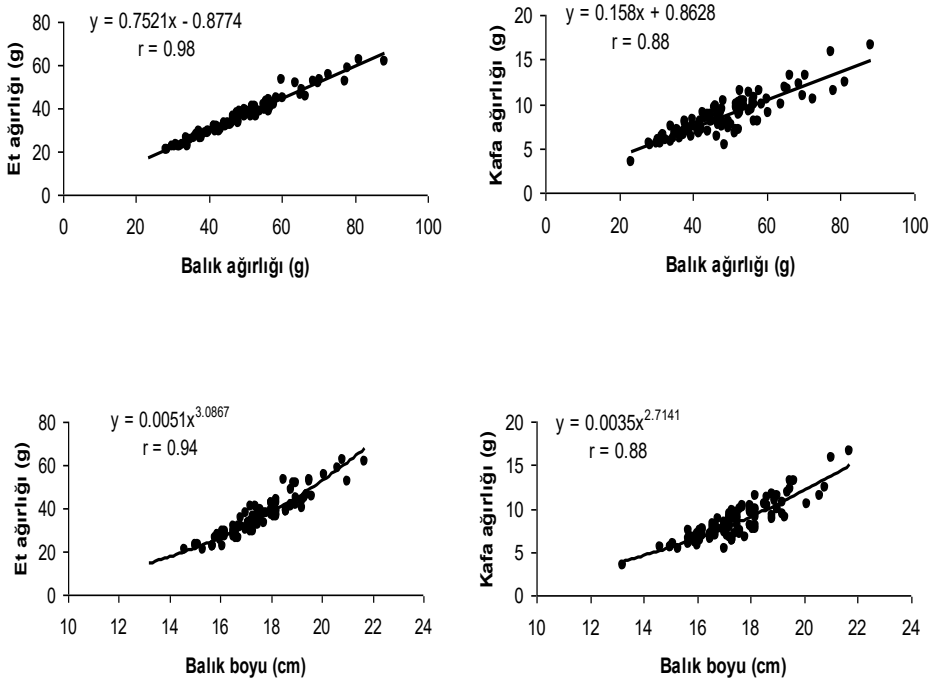 y = 0.7521x - 0.8774
r = 0.98
Et ağırlığı (g)
80
60
40
20
0
0 20 40 60 80 100
Balık ağırlığı (g)
y = 0.158x + 0.8628
r = 0.88
Kafa ağırlığı (g)
20
15
10
5
0
0 20 40 60 80 100
Balık ağırlığı (g)
y = 0.0051x^3.0867
r = 0.94
Et ağırlığı (g)
80
60
40
20
0
10 12 14 16 18 20 22 24
Balık boyu (cm)
y = 0.0035x^2.7141
r = 0.88
Kafa ağırlığı (g)
20
15
10
5
0
10 12 14 16 18 20 22 24
Balık boyu (cm)